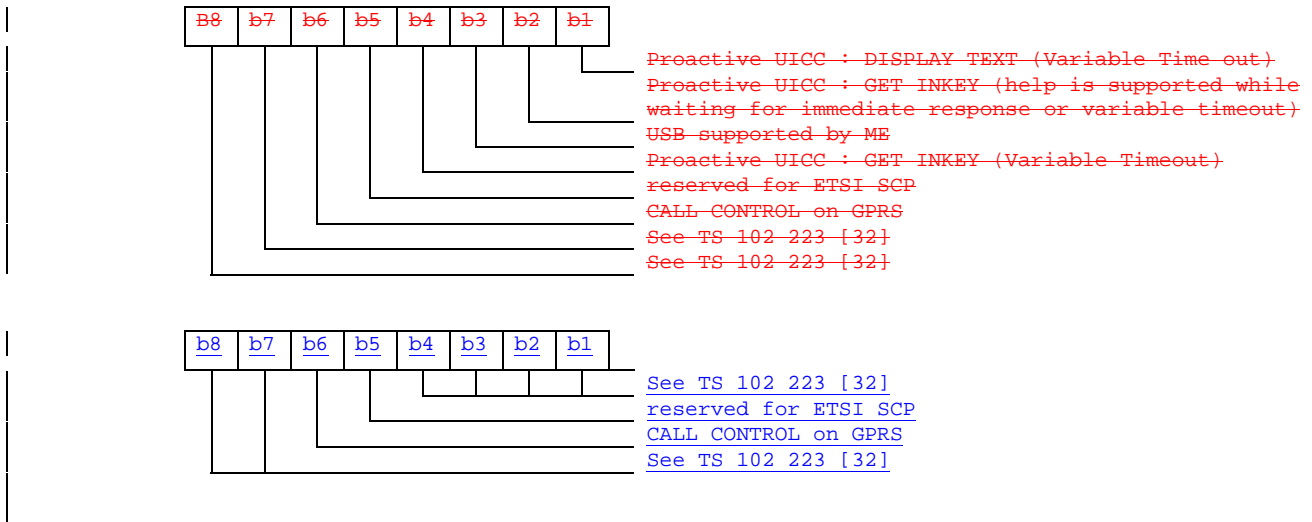 B8 b7 b6 b5 b4 b3 b2 b1
Proactive UICC : DISPLAY TEXT (Variable Time out)
Proactive UICC : GET INKEY (help is supported while
waiting for immediate response or variable timeout)
USB supported by ME
Proactive UICC : GET INKEY (Variable Timeout)
reserved for ETSI SCP
CALL CONTROL on GPRS
See TS 102 223 [32]
See TS 102 223 [32]
b8 b7 b6 b5 b4 b3 b2 b1
See TS 102 223 [32]
reserved for ETSI SCP
CALL CONTROL on GPRS
See TS 102 223 [32]